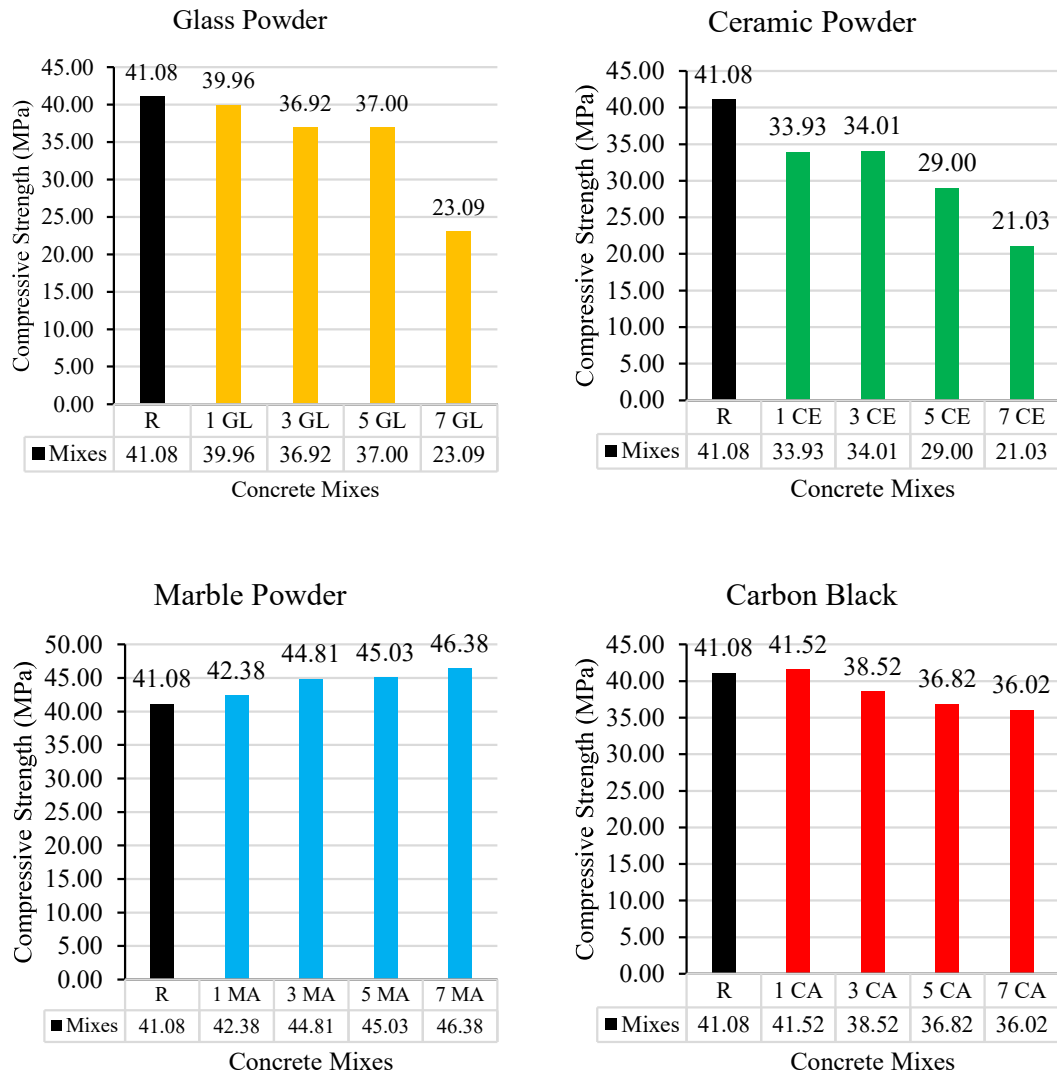 Glass Powder
Compressive Strength (MPa)
45.00
40.00
35.00
30.00
25.00
20.00
15.00
10.00
5.00
0.00
41.08 39.96 36.92 37.00 23.09
R 1 GL 3 GL 5 GL 7 GL
Mixes 41.08 39.96 36.92 37.00 23.09
Concrete Mixes
Ceramic Powder
Compressive Strength (MPa)
45.00
40.00
35.00
30.00
25.00
20.00
15.00
10.00
5.00
0.00
41.08 33.93 34.01 29.00 21.03
R 1 CE 3 CE 5 CE 7 CE
Mixes 41.08 33.93 34.01 29.00 21.03
Concrete Mixes
Marble Powder
Compressive Strength (MPa)
50.00
45.00
40.00
35.00
30.00
25.00
20.00
15.00
10.00
5.00
0.00
41.08 42.38 44.81 45.03 46.38
R 1 MA 3 MA 5 MA 7 MA
Mixes 41.08 42.38 44.81 45.03 46.38
Concrete Mixes
Carbon Black
Compressive Strength (MPa)
45.00
40.00
35.00
30.00
25.00
20.00
15.00
10.00
5.00
0.00
41.08 41.52 38.52 36.82 36.02
R 1 CA 3 CA 5 CA 7 CA
Mixes 41.08 41.52 38.52 36.82 36.02
Concrete Mixes